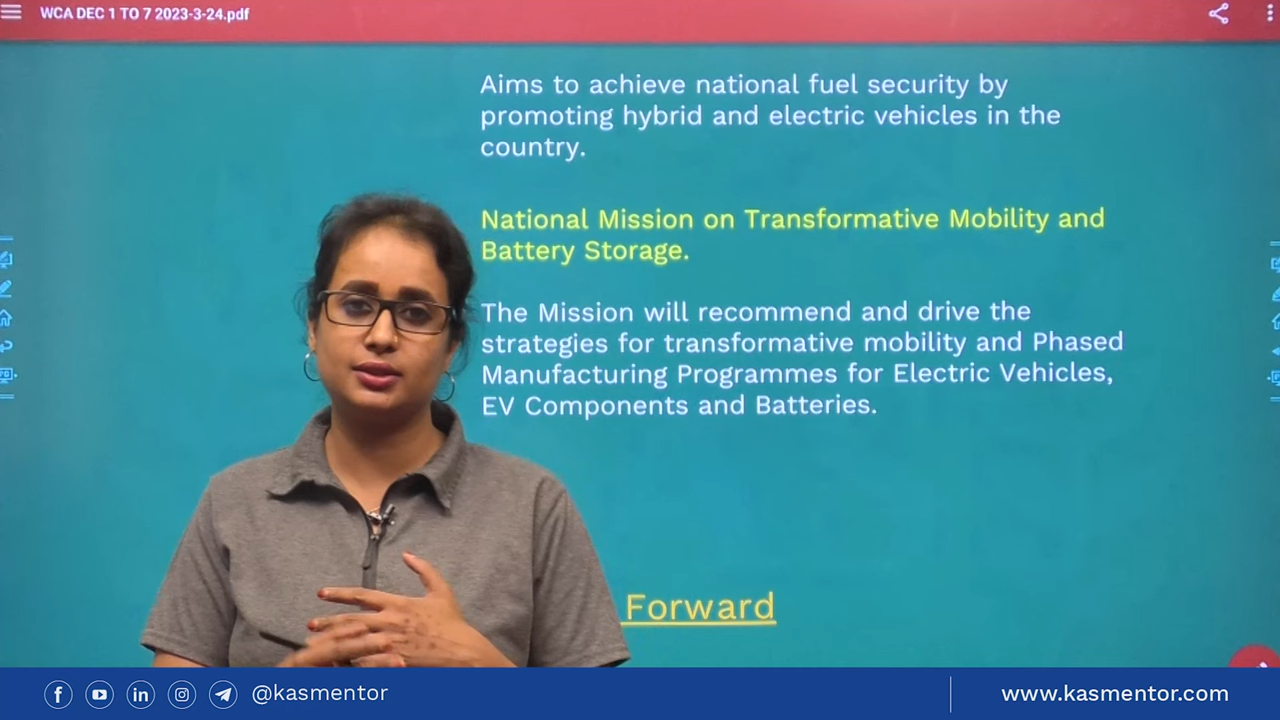 WCA DEC 1 TO 7 2023-3-24.pdf
Aims to achieve national fuel security by
promoting hybrid and electric vehicles in the
country.
National Mission on Transformative Mobility and
Battery Storage.
The Mission will recommend and drive the
strategies for transformative mobility and Phased
Manufacturing Programmes for Electric Vehicles,
EV Components and Batteries.
Forward
@kasmentor
www.kasmentor.com